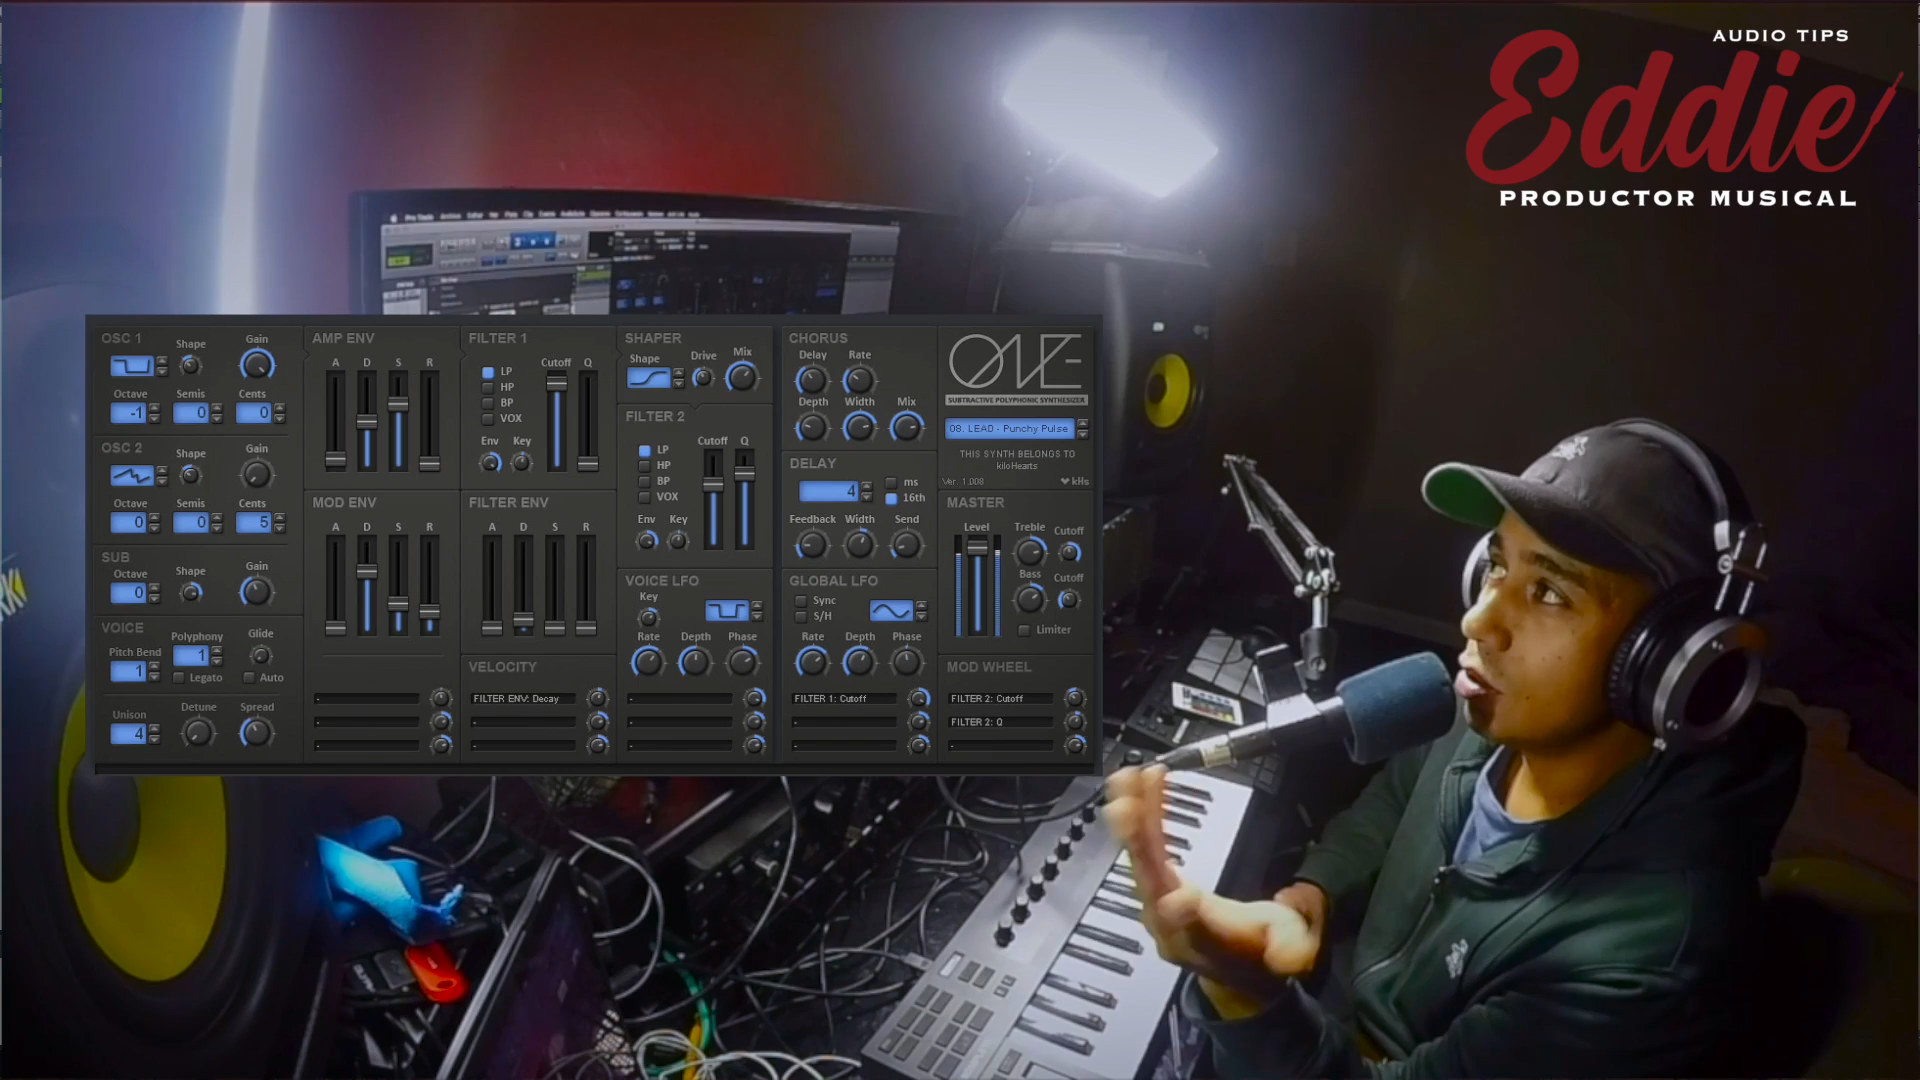 AUDIO TIPS
Eddie
PRODUCTOR MUSICAL
OSC 1
Shape
Gain
Octave
Semis
Cents
-1
0
0
OSC 2
Shape
Gain
Octave
Semis
Cents
0
0
5
SUB
Octave
Shape
Gain
0
VOICE
Polyphony
Glide
Pitch Bend
1
1
Legato
Auto
Unison
Detune
Spread
4
AMP ENV
A D S R
MOD ENV
A D S R
-
-
-
FILTER 1
Cutoff Q
LP
HP
BP
VOX
Env Key
FILTER ENV
A D S R
VELOCITY
FILTER ENV: Decay
-
-
SHAPER
Shape
Drive
Mix
FILTER 2
Cutoff Q
LP
HP
BP
VOX
Env Key
VOICE LFO
Key
Rate Depth Phase
-
-
-
CHORUS
Delay Rate
Depth Width Mix
DELAY
4
ms
16th
Feedback Width Send
GLOBAL LFO
Sync
S/H
Rate Depth Phase
FILTER 1: Cutoff
-
-
ONE
SUBTRACTIVE POLYPHONIC SYNTHESIZER
08. LEAD - Punchy Pulse
THIS SYNTH BELONGS TO
kiloHearts
Ver. 1.008
kHs
MASTER
Level
Treble
Cutoff
Bass
Cutoff
Limiter
MOD WHEEL
FILTER 2: Cutoff
FILTER 2: Q
-